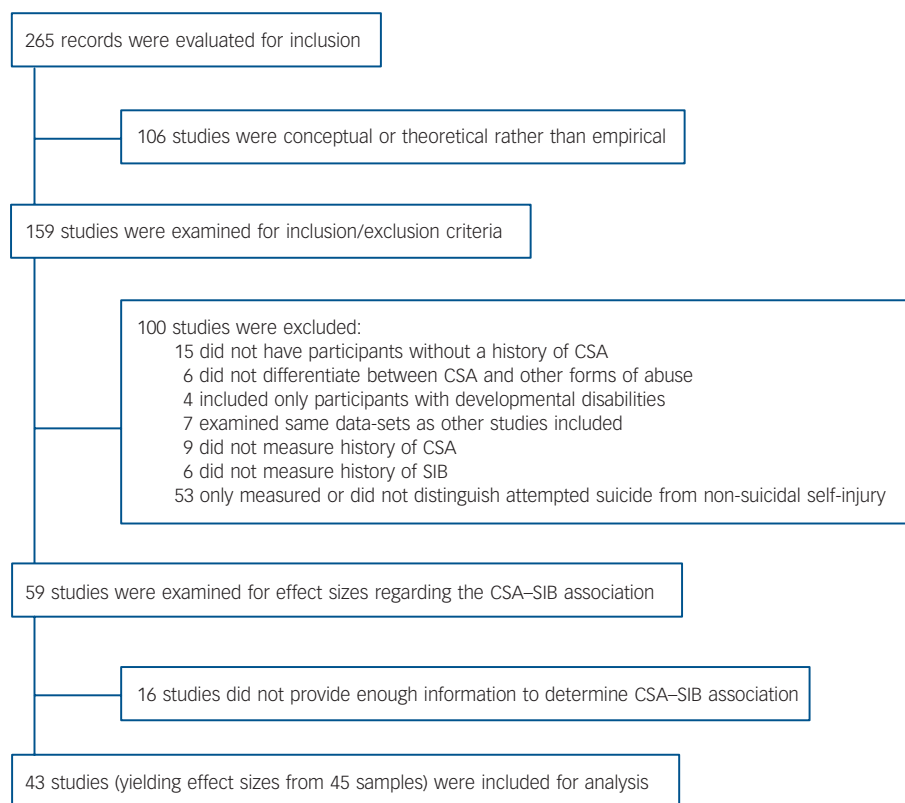 265 records were evaluated for inclusion
106 studies were conceptual or theoretical rather than empirical
159 studies were examined for inclusion/exclusion criteria
100 studies were excluded:
15 did not have participants without a history of CSA
6 did not differentiate between CSA and other forms of abuse
4 included only participants with developmental disabilities
7 examined same data-sets as other studies included
9 did not measure history of CSA
6 did not measure history of SIB
53 only measured or did not distinguish attempted suicide from non-suicidal self-injury
59 studies were examined for effect sizes regarding the CSA–SIB association
16 studies did not provide enough information to determine CSA–SIB association
43 studies (yielding effect sizes from 45 samples) were included for analysis